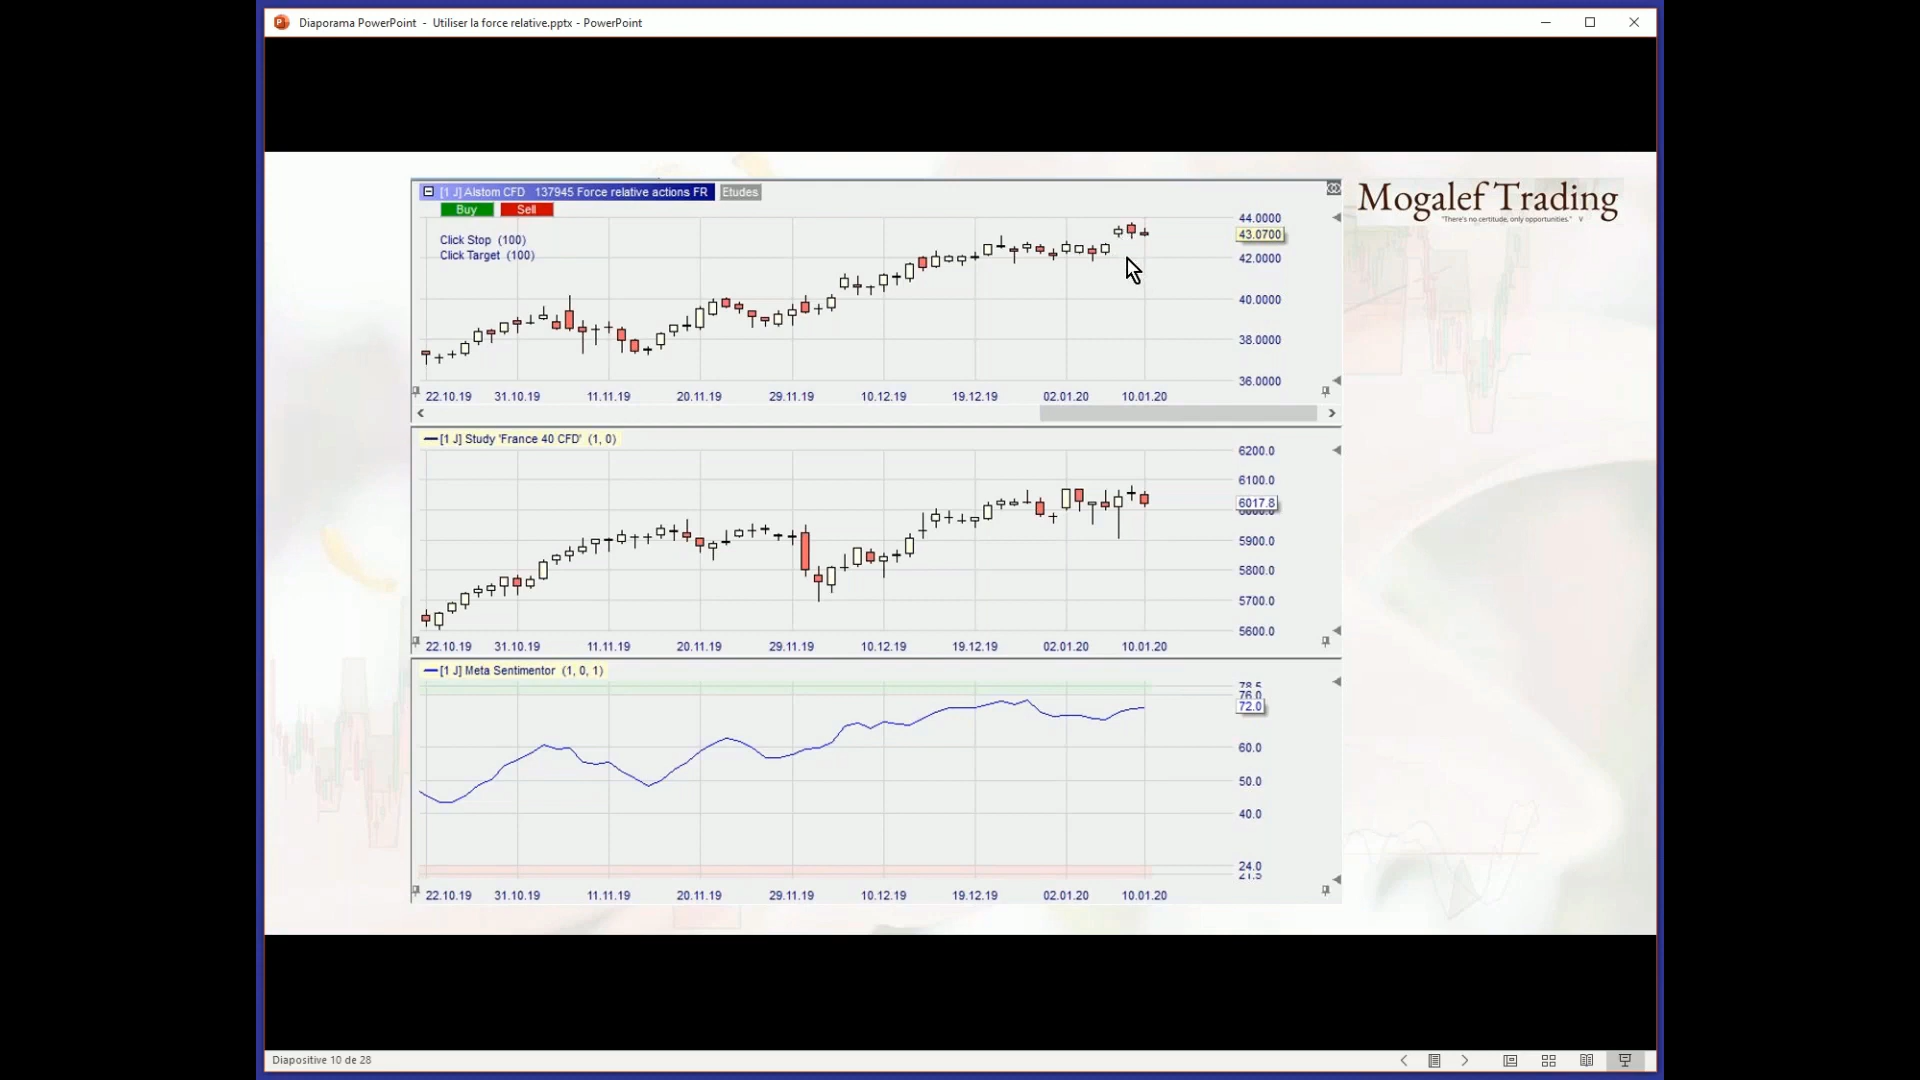 Diaporama PowerPoint - Utiliser la force relative.pptx - PowerPoint
[1 J] Alstom CFD 137945 Force relative actions FR Etudes
Mogalef Trading
"There's no certitude, only opportunities."
Buy Sell
Click Stop (100)
Click Target (100)
44.0000
43.0700
42.0000
40.0000
38.0000
36.0000
22.10.19 31.10.19 11.11.19 20.11.19 29.11.19 10.12.19 19.12.19 02.01.20 10.01.20
[1 J] Study 'France 40 CFD' (1, 0)
6200.0
6100.0
6017.8
5900.0
5800.0
5700.0
5600.0
22.10.19 31.10.19 11.11.19 20.11.19 29.11.19 10.12.19 19.12.19 02.01.20 10.01.20
[1 J] Meta Sentimentor (1, 0, 1)
78.5
76.0
72.0
60.0
50.0
40.0
24.0
21.5
22.10.19 31.10.19 11.11.19 20.11.19 29.11.19 10.12.19 19.12.19 02.01.20 10.01.20
Diapositive 10 de 28